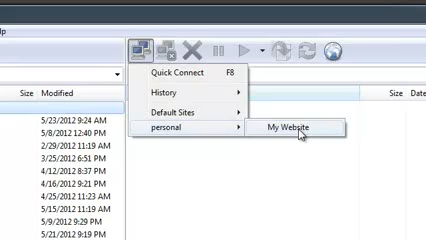 lp
Quick Connect F8
History
Default Sites
personal
My Website
Size Modified
Size Date
5/23/2012 9:24 AM
5/8/2012 12:40 PM
2/29/2012 11:19 AM
3/25/2012 6:51 PM
4/12/2012 8:37 PM
4/16/2012 9:21 PM
4/25/2012 11:23 AM
5/15/2012 11:19 AM
5/9/2012 9:29 PM
5/21/2012 9:19 PM